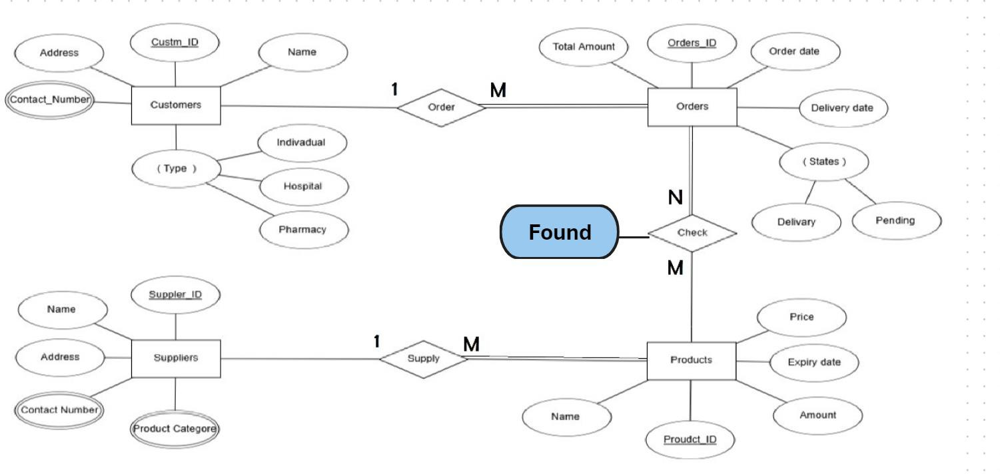 Address
Custm_ID
Name
Contact_Number
Customers
( Type )
Indivadual
Hospital
Pharmacy
1
Order
M
Total Amount
Orders_ID
Order date
Orders
Delivery date
( States )
Delivary
Pending
N
Found
Check
M
Name
Suppler_ID
Address
Suppliers
Contact Number
Product Categore
1
Supply
M
Products
Price
Expiry date
Amount
Name
Proudct_ID